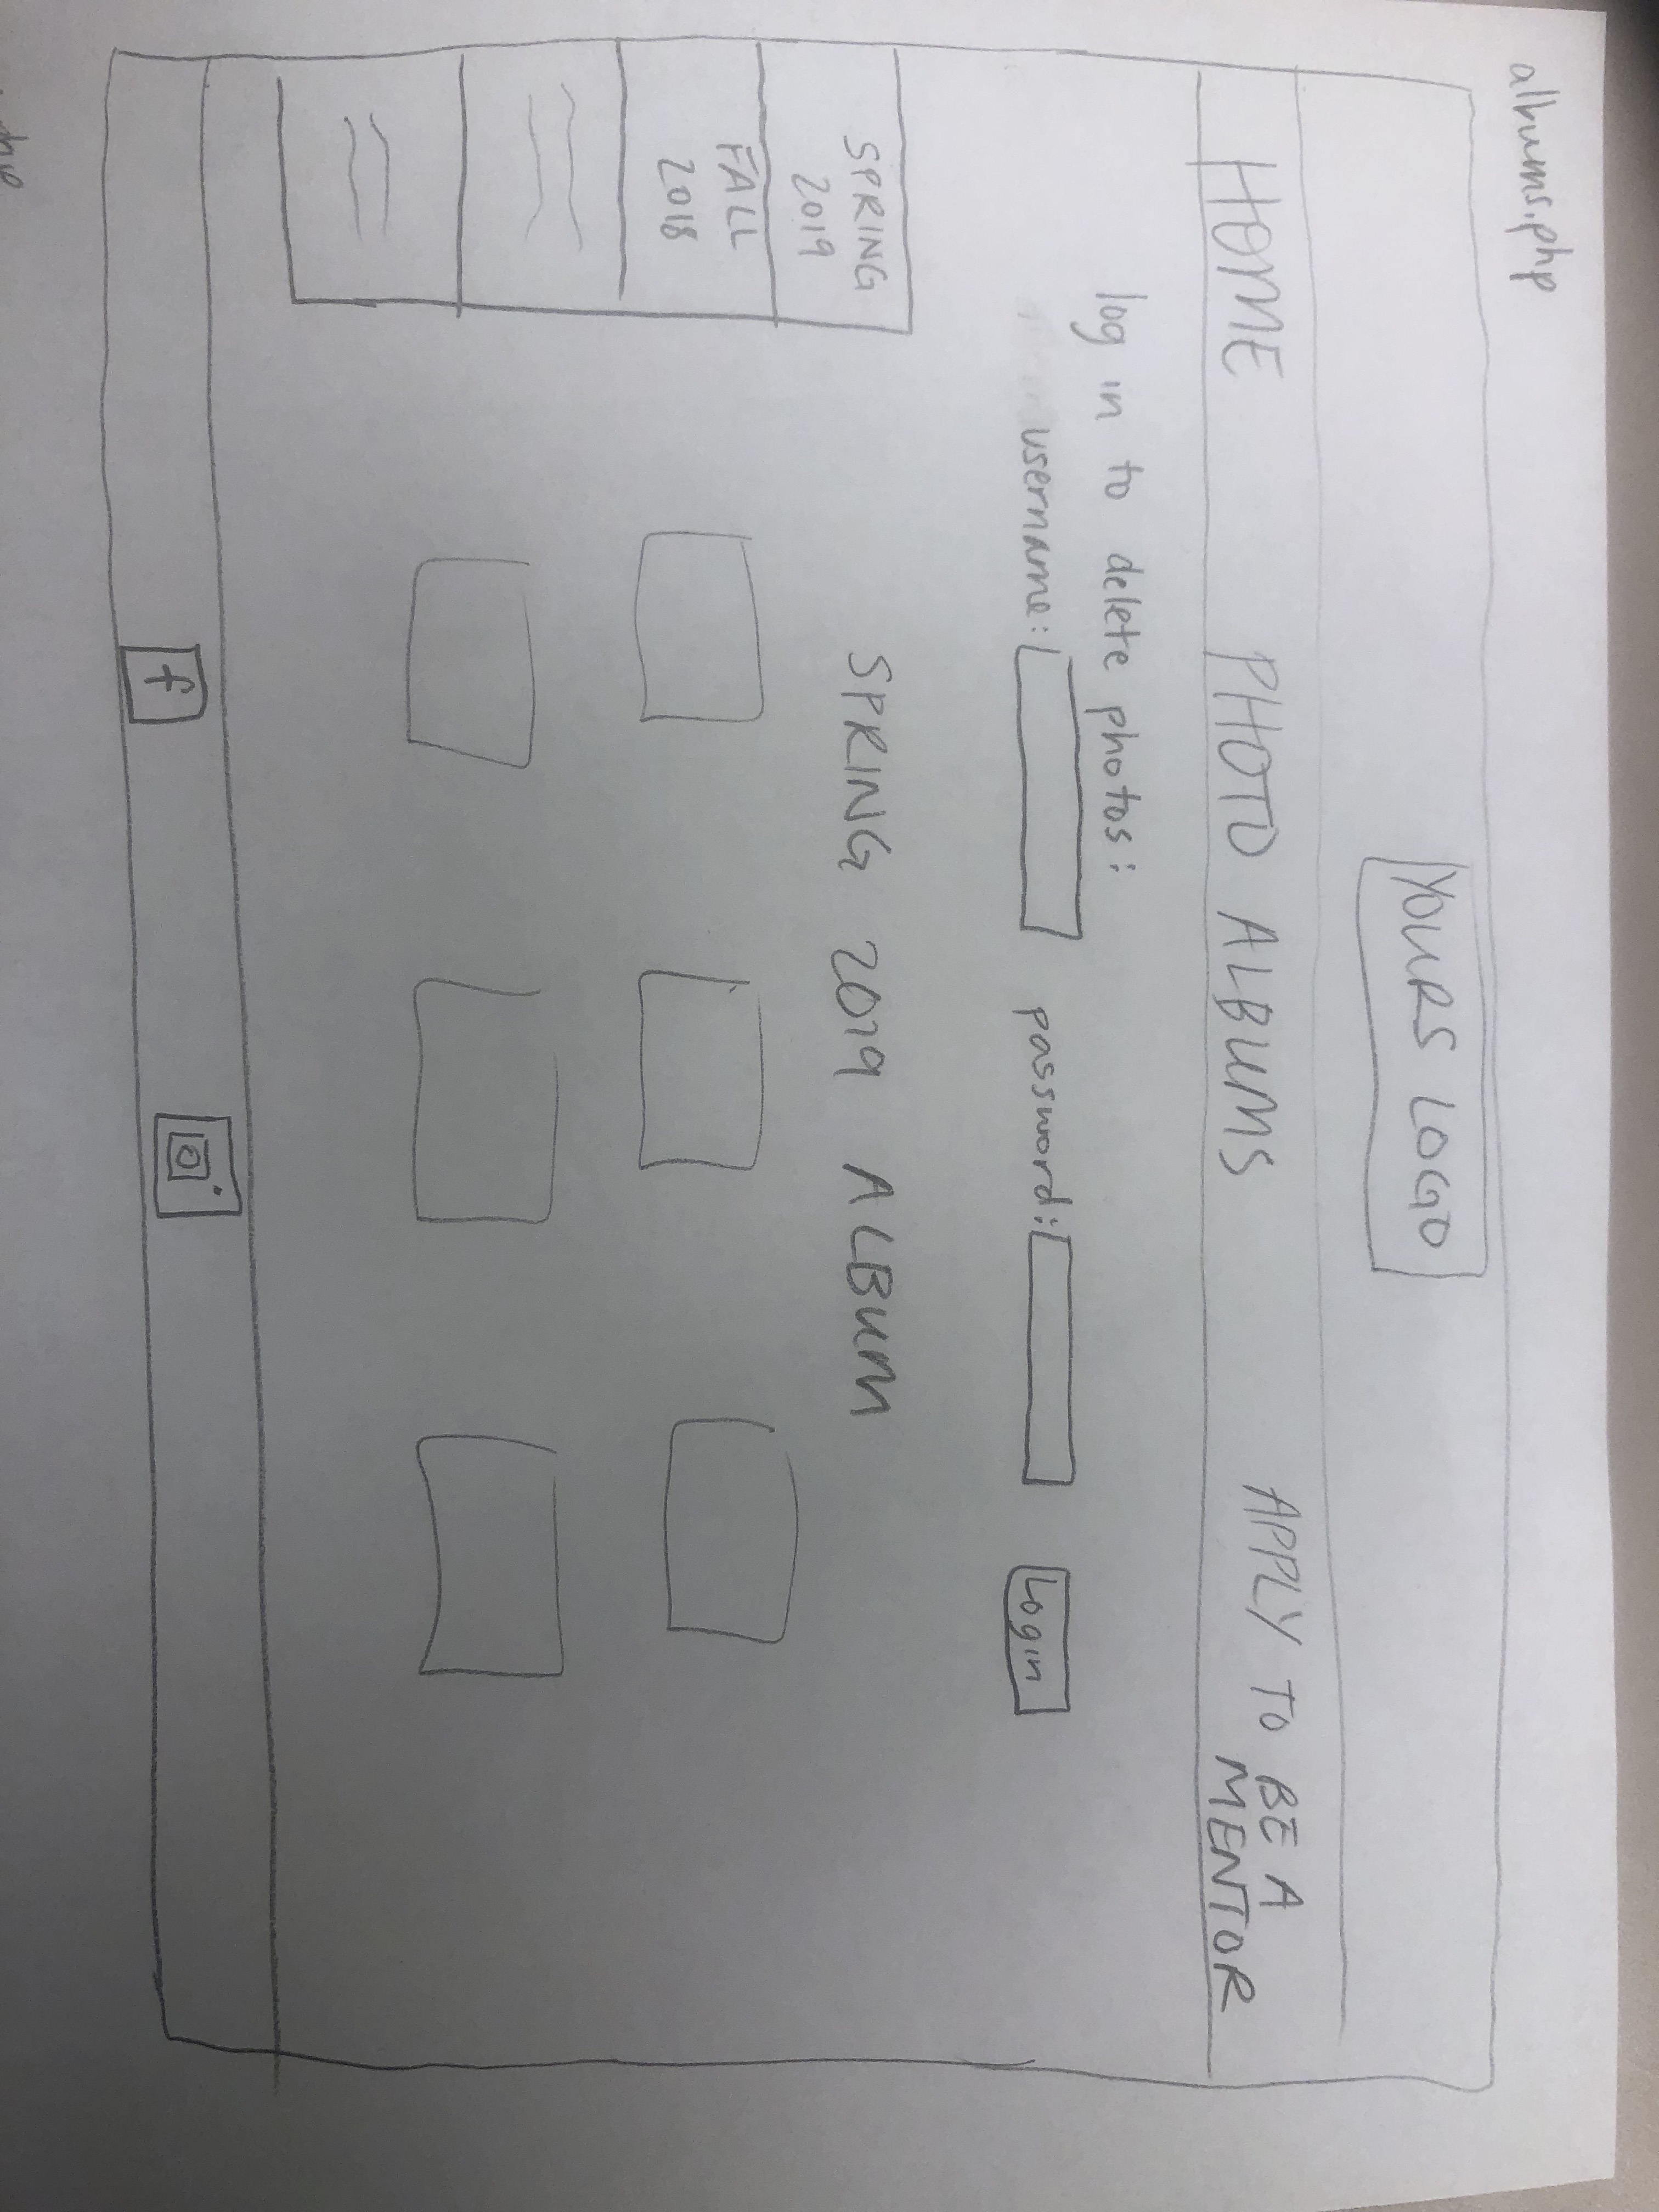 albums.php
YOURS LOGO
HOME PHOTO ALBUMS APPLY TO BE A
MENTOR
log in to delete photos:
username: password: Login
SPRING
2019
FALL
2018
SPRING 2019 ALBUM
f